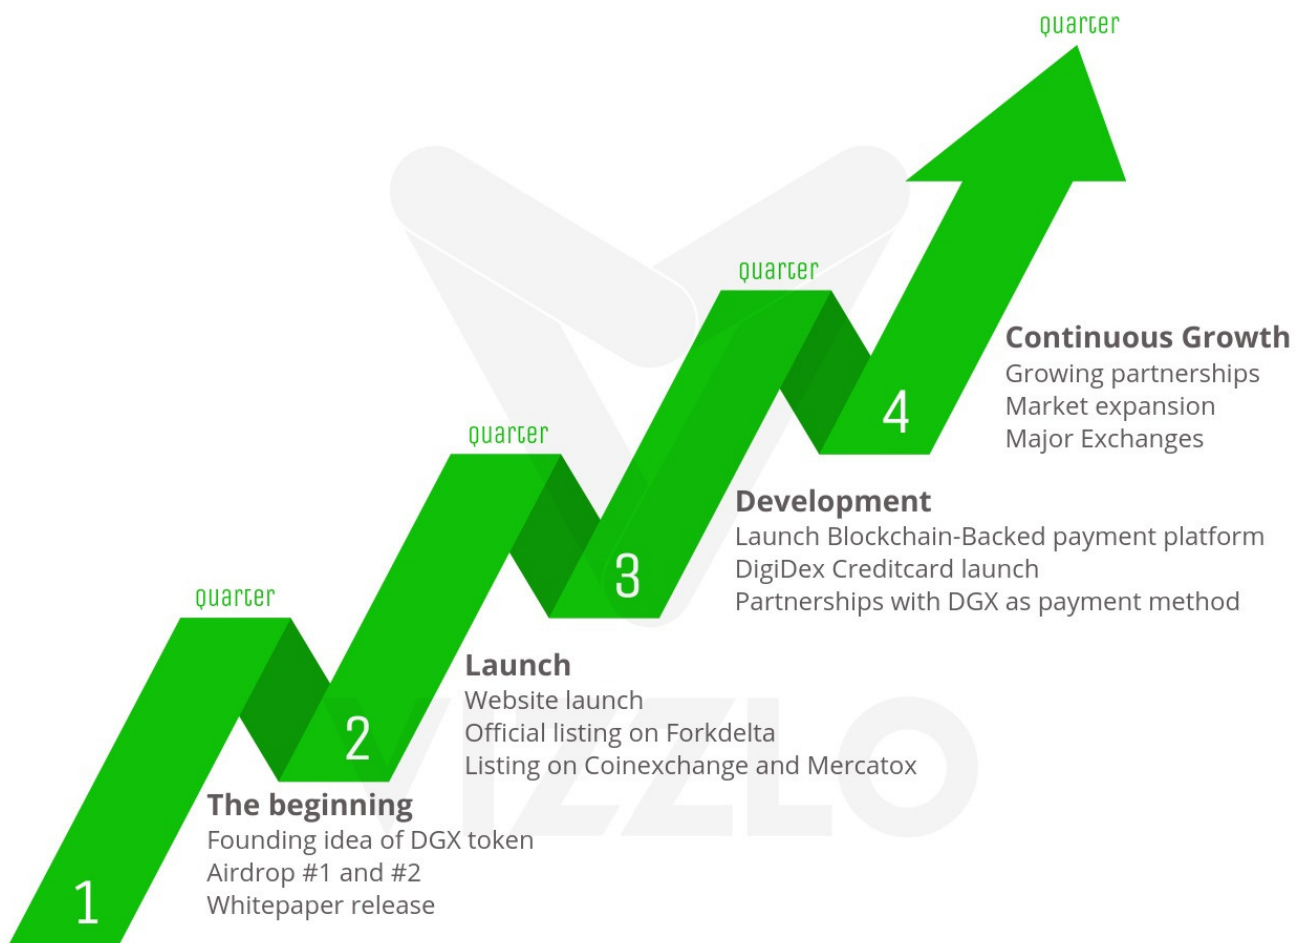 quarter
1
The beginning
Founding idea of DGX token
Airdrop #1 and #2
Whitepaper release
quarter
2
Launch
Website launch
Official listing on Forkdelta
Listing on Coinexchange and Mercatox
quarter
3
Development
Launch Blockchain-Backed payment platform
DigiDex Creditcard launch
Partnerships with DGX as payment method
quarter
4
Continuous Growth
Growing partnerships
Market expansion
Major Exchanges
VIZZLO